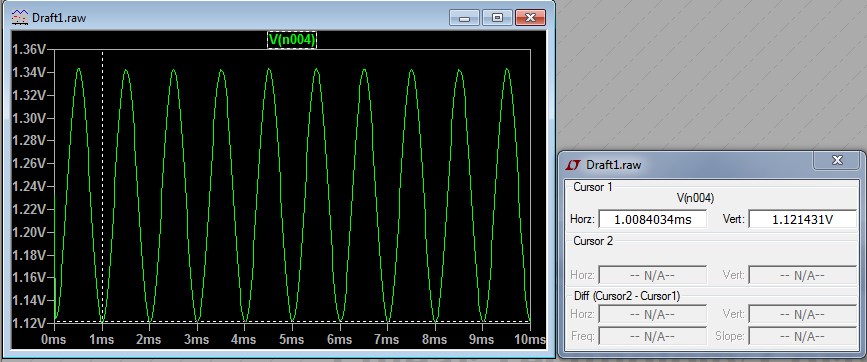 Draft1.raw
V(n004)
1.36V
1.34V
1.32V
1.30V
1.28V
1.26V
1.24V
1.22V
1.20V
1.18V
1.16V
1.14V
1.12V
0ms 1ms 2ms 3ms 4ms 5ms 6ms 7ms 8ms 9ms 10ms
Draft1.raw
Cursor 1
V(n004)
Horz: 1.0084034ms Vert: 1.121431V
Cursor 2
Horz: -- N/A-- Vert: -- N/A--
Diff (Cursor2 - Cursor1)
Horz: -- N/A-- Vert: -- N/A--
Freq: -- N/A-- Slope: -- N/A--